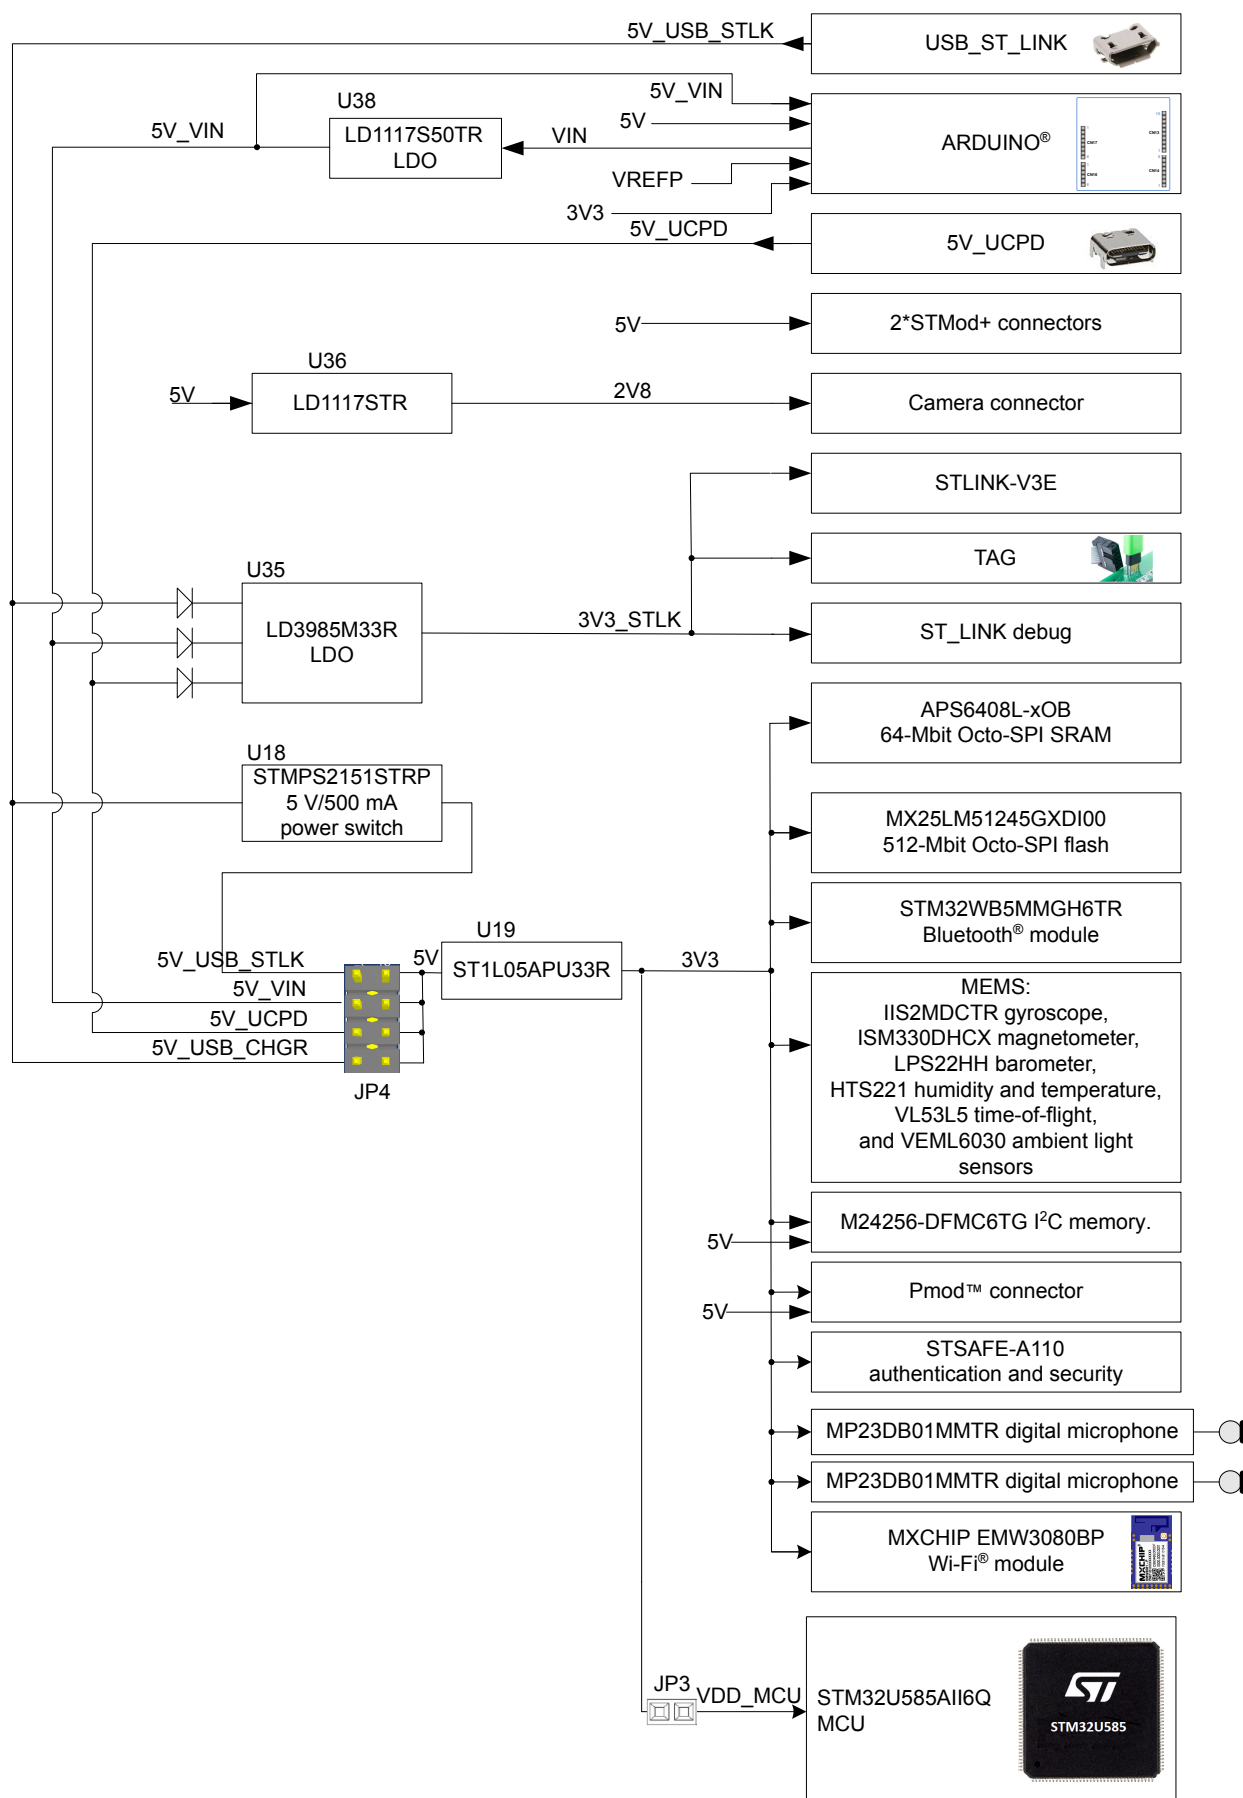 5V_USB_STLK
USB_ST_LINK
U38
5V_VIN
5V_VIN
LD1117S50TR
LDO
VIN
5V
VREFP
3V3
ARDUINO®
CN17
CN13
CN16
CN14
5V_UCPD
5V_UCPD
5V
2*STMod+ connectors
U36
5V
LD1117STR
2V8
Camera connector
STLINK-V3E
TAG
U35
LD3985M33R
LDO
3V3_STLK
ST_LINK debug
APS6408L-xOB
64-Mbit Octo-SPI SRAM
U18
STMPS2151STRP
5 V/500 mA
power switch
MX25LM51245GXDI00
512-Mbit Octo-SPI flash
STM32WB5MMGH6TR
Bluetooth® module
U19
5V_USB_STLK
5V
ST1L05APU33R
3V3
5V_VIN
5V_UCPD
5V_USB_CHGR
JP4
MEMS:
IIS2MDCTR gyroscope,
ISM330DHCX magnetometer,
LPS22HH barometer,
HTS221 humidity and temperature,
VL53L5 time-of-flight,
and VEML6030 ambient light
sensors
M24256-DFMC6TG I²C memory.
5V
Pmod™ connector
5V
STSAFE-A110
authentication and security
MP23DB01MMTR digital microphone
MP23DB01MMTR digital microphone
MXCHIP EMW3080BP
Wi-Fi® module
MXCHIP
JP3
VDD_MCU
STM32U585AII6Q
MCU
STM32U585